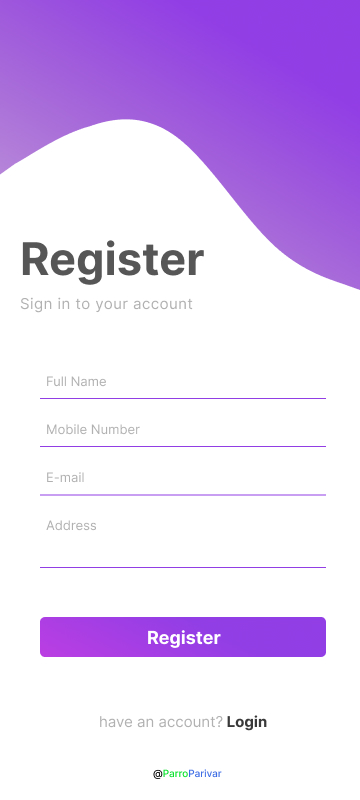 Register
Sign in to your account
Full Name
Mobile Number
E-mail
Address
Register
have an account? Login
@ParroParivar